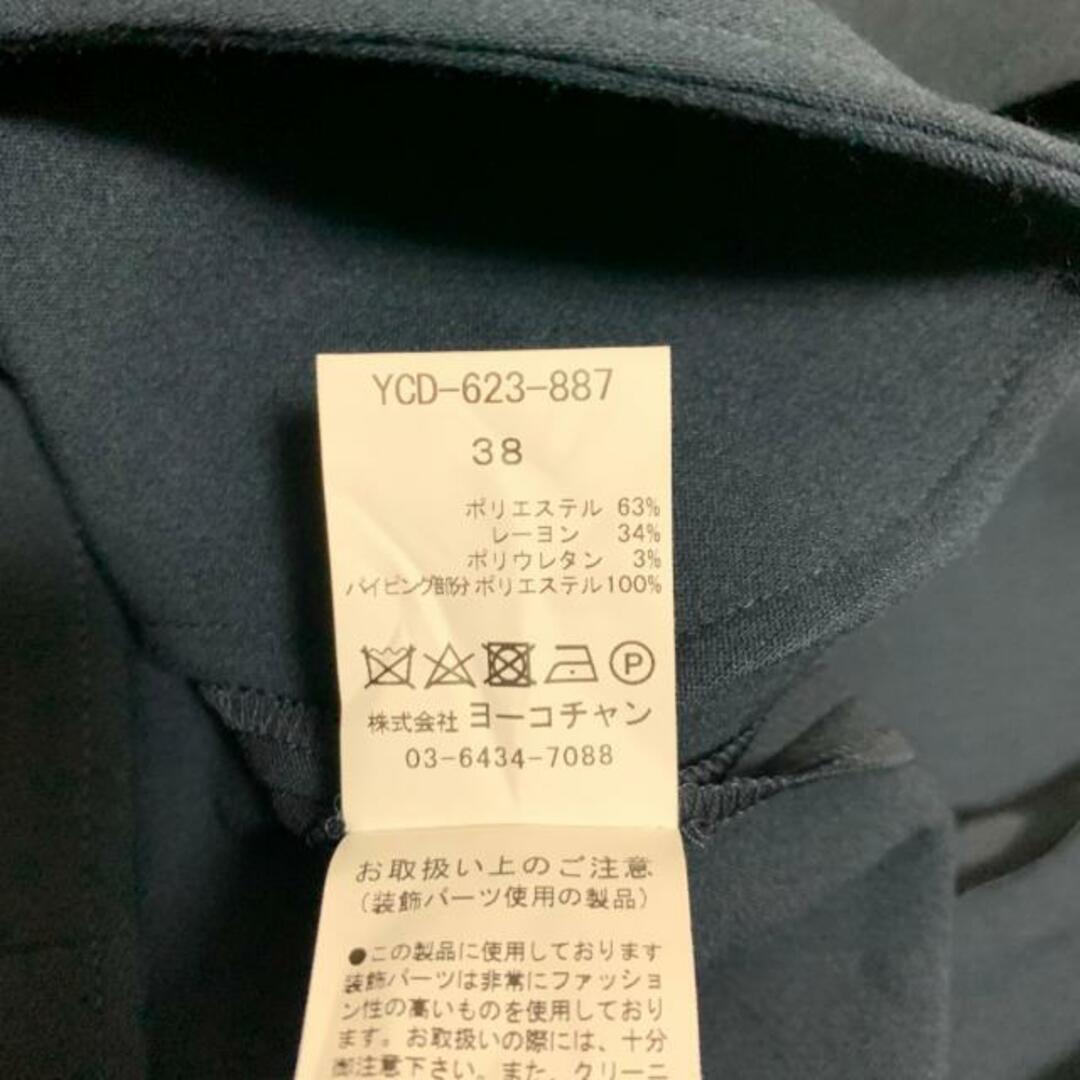 YCD-623-887
38
ポリエステル 63%
レーヨン 34%
ポリウレタン 3%
パイピング部分 ポリエステル100%
P
株式会社 ヨーコチャン
03-6434-7088
お取扱い上のご注意
(装飾パーツ使用の製品)
●この製品に使用しております
装飾パーツは非常にファッショ
ン性の高いものを使用しており
ます。お取扱いの際には、十分
御注意下さい。また、クリーニ